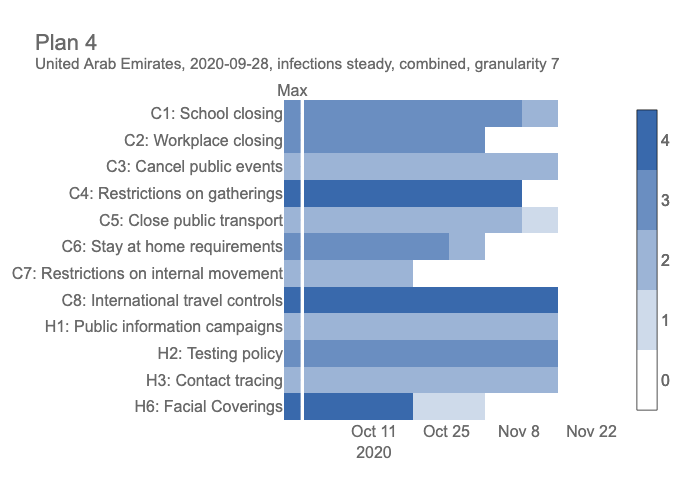 Plan 4
United Arab Emirates, 2020-09-28, infections steady, combined, granularity 7
Max
C1: School closing
C2: Workplace closing
C3: Cancel public events
C4: Restrictions on gatherings
C5: Close public transport
C6: Stay at home requirements
C7: Restrictions on internal movement
C8: International travel controls
H1: Public information campaigns
H2: Testing policy
H3: Contact tracing
H6: Facial Coverings
Oct 11 Oct 25 Nov 8 Nov 22
2020
4
3
2
1
0